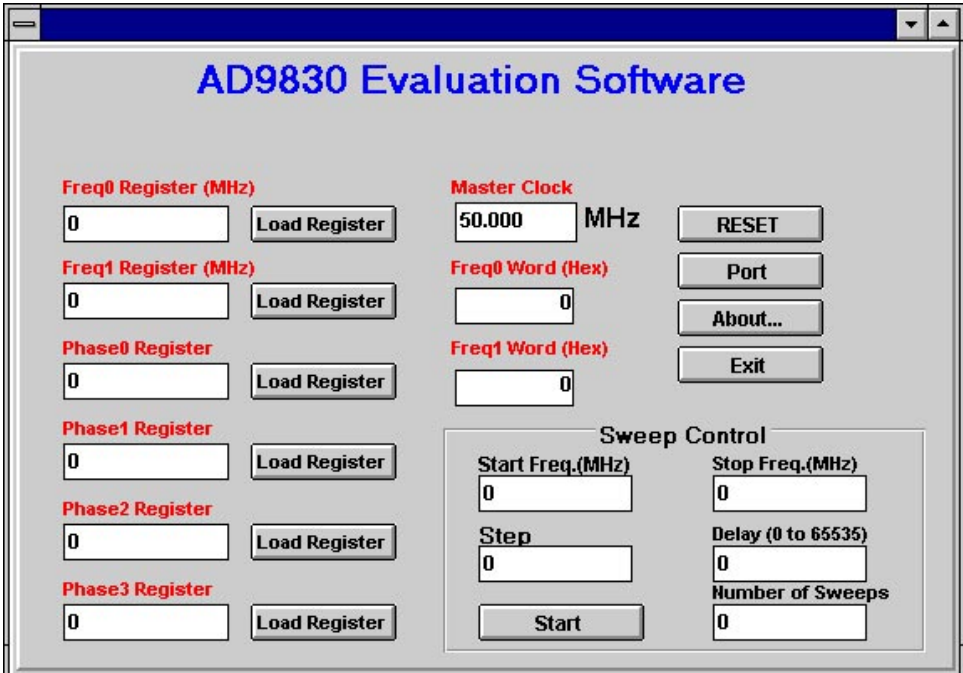 AD9830 Evaluation Software
Freq0 Register (MHz)
0
Load Register
Freq1 Register (MHz)
0
Load Register
Phase0 Register
0
Load Register
Phase1 Register
0
Load Register
Phase2 Register
0
Load Register
Phase3 Register
0
Load Register
Master Clock
50.000
MHz
Freq0 Word (Hex)
0
Freq1 Word (Hex)
0
RESET
Port
About...
Exit
Sweep Control
Start Freq.(MHz)
0
Stop Freq.(MHz)
0
Step
0
Delay (0 to 65535)
0
Number of Sweeps
0
Start